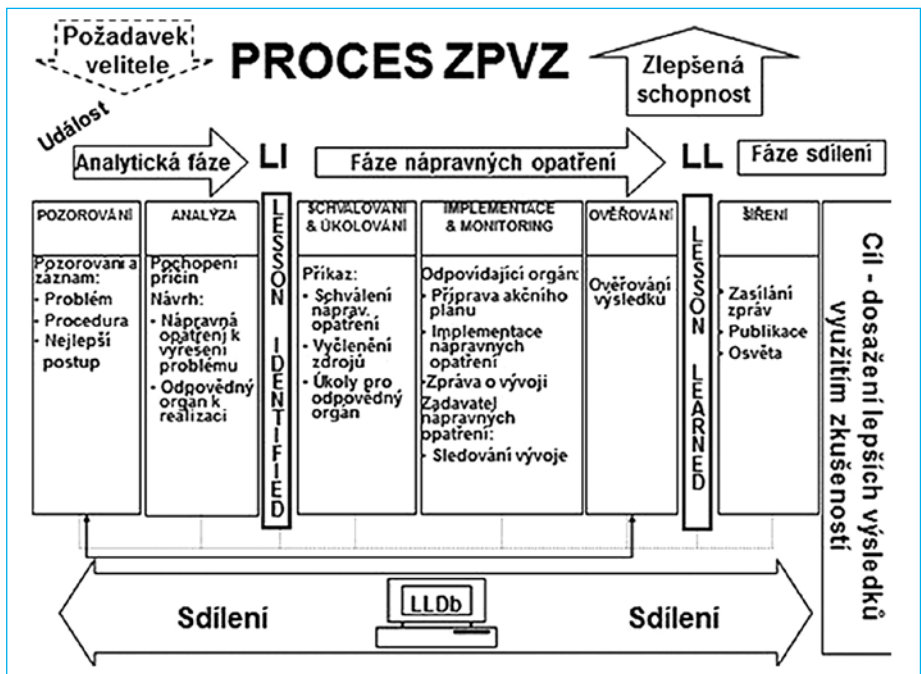 Požadavek
velitele
PROCES ZPVZ
Zlepšená
schopnost
Událost
Analytická fáze
LI
Fáze nápravných opatření
LL
Fáze sdílení
POZOROVÁNÍ
Pozorování a
záznam:
• Problém
• Procedura
• Nejlepší
postup
ANALÝZA
Pochopení
příčin
Návrh:
• Nápravná
opatření k
vyřešení
problému
• Odpovědný
orgán k
realizaci
LESSON IDENTIFIED
SCHVALOVÁNÍ
& ÚKOLOVÁNÍ
Příkaz:
• Schválení
náprav.
opatření
• Vyčlenění
zdrojů
• Úkoly pro
odpovědný
orgán
IMPLEMENTACE
& MONITORING
Odpovídající orgán:
• Příprava akčního
plánu
• Implementace
nápravných
opatření
• Zpráva o vývoji
Zadavatel
nápravných
opatření:
• Sledování vývoje
OVĚŘOVÁNÍ
Ověřování
výsledků
LESSON LEARNED
ŠÍŘENÍ
• Zasílání
zpráv
• Publikace
• Osvěta
Cíl - dosažení lepších výsledků
využitím zkušeností
Sdílení
LLDb
Sdílení